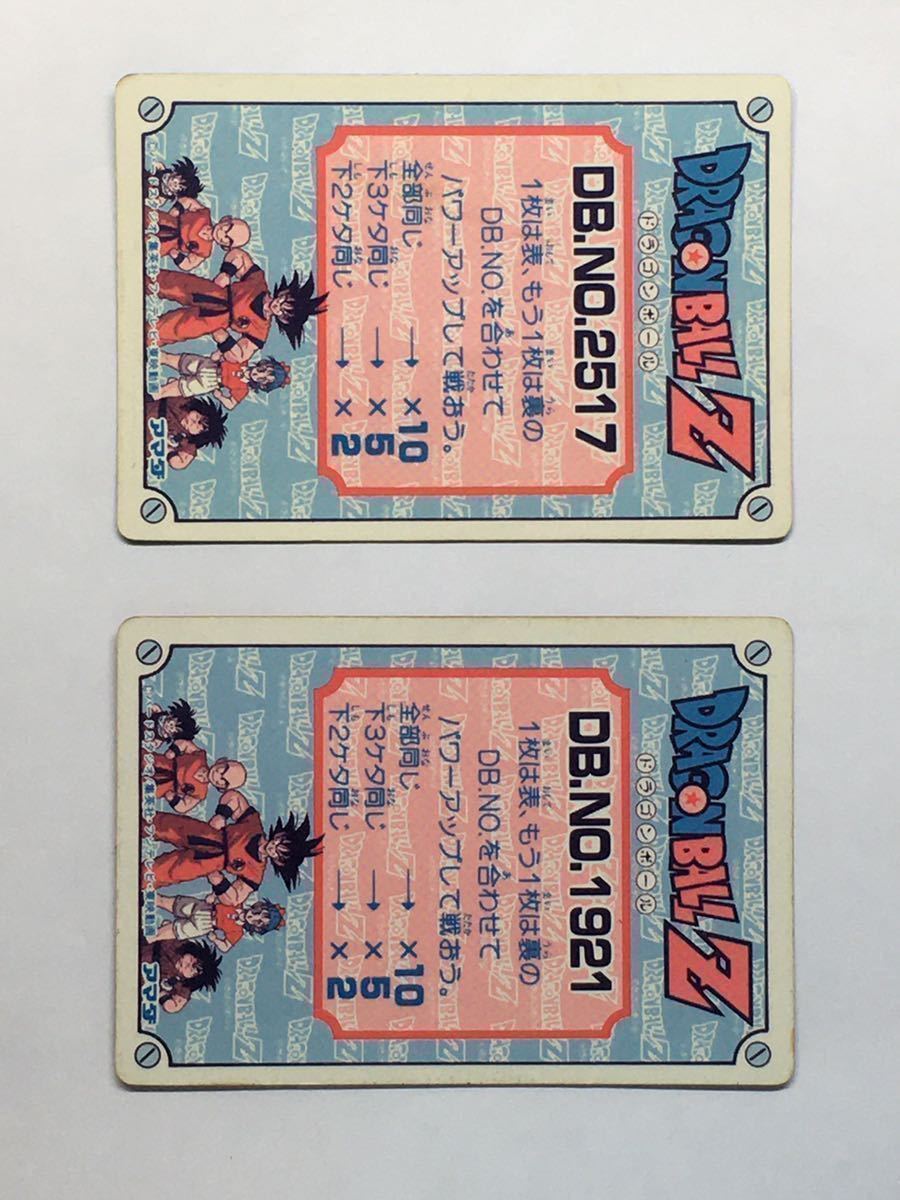 DRAGON BALL Z
ドラゴンボール
DB.NO.2517
1枚は表、もう1枚は裏の
DB.NO.を合わせて
パワーアップして戦おう。
全部同じ → ×10
下3ケタ同じ → ×5
下2ケタ同じ → ×2
アマダ
DRAGON BALL Z
ドラゴンボール
DB.NO.1921
1枚は表、もう1枚は裏の
DB.NO.を合わせて
パワーアップして戦おう。
全部同じ → ×10
下3ケタ同じ → ×5
下2ケタ同じ → ×2
アマダ